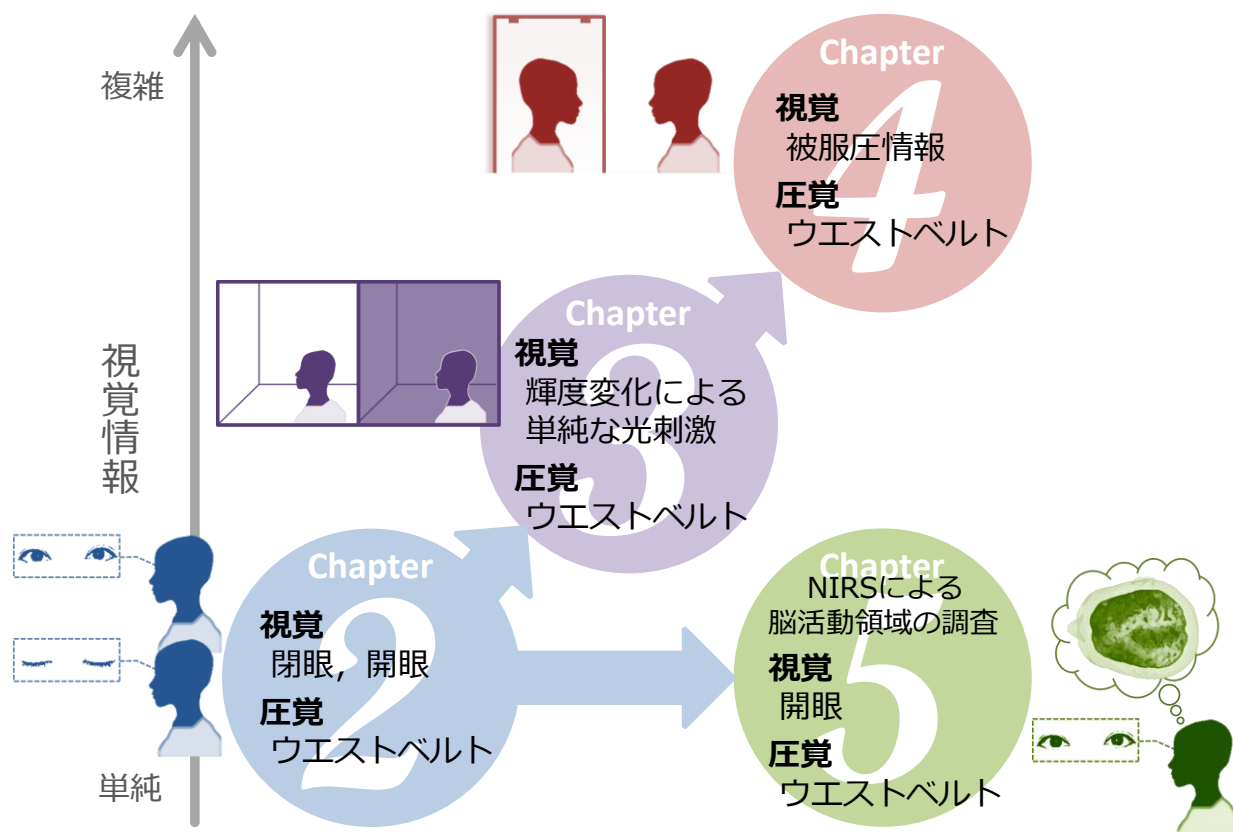 複雑
視覚情報
単純
Chapter
4
視覚
被服圧情報
圧覚
ウエストベルト
Chapter
3
視覚
輝度変化による
単純な光刺激
圧覚
ウエストベルト
Chapter
2
視覚
閉眼，開眼
圧覚
ウエストベルト
Chapter
5
NIRSによる
脳活動領域の調査
視覚
開眼
圧覚
ウエストベルト